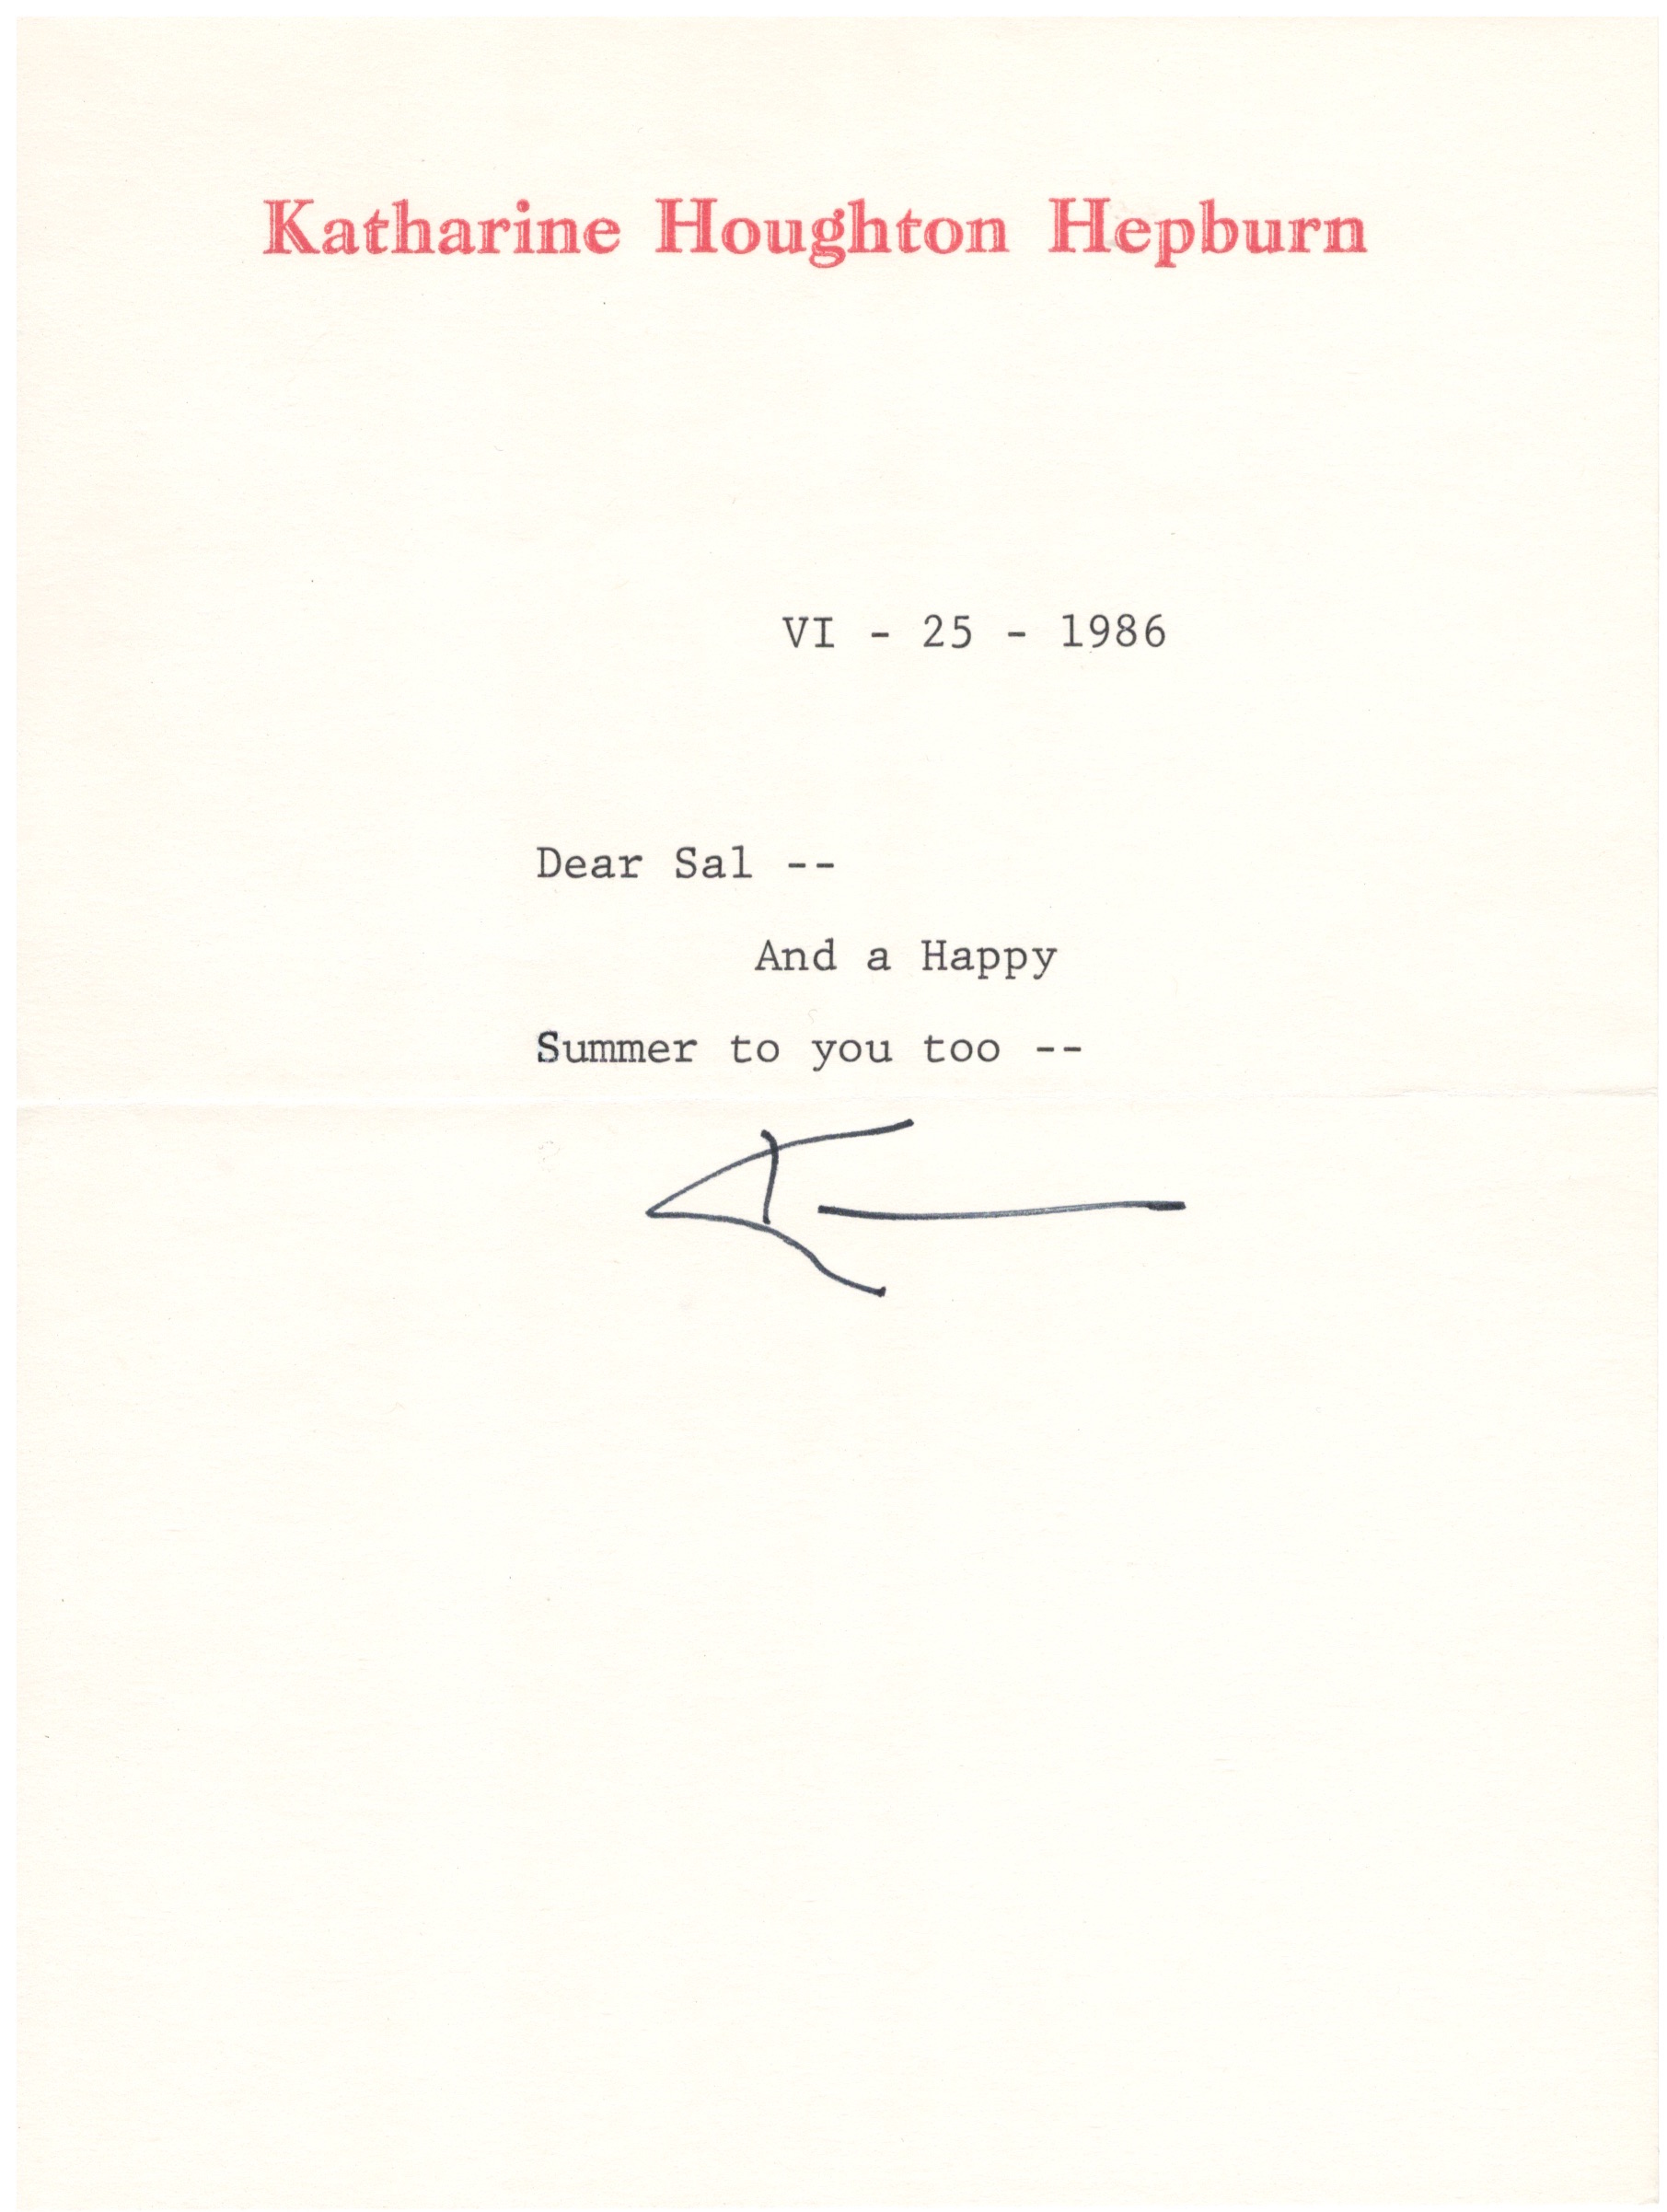 Katharine Houghton Hepburn
VI - 25 - 1986
Dear Sal --
And a Happy
Summer to you too --